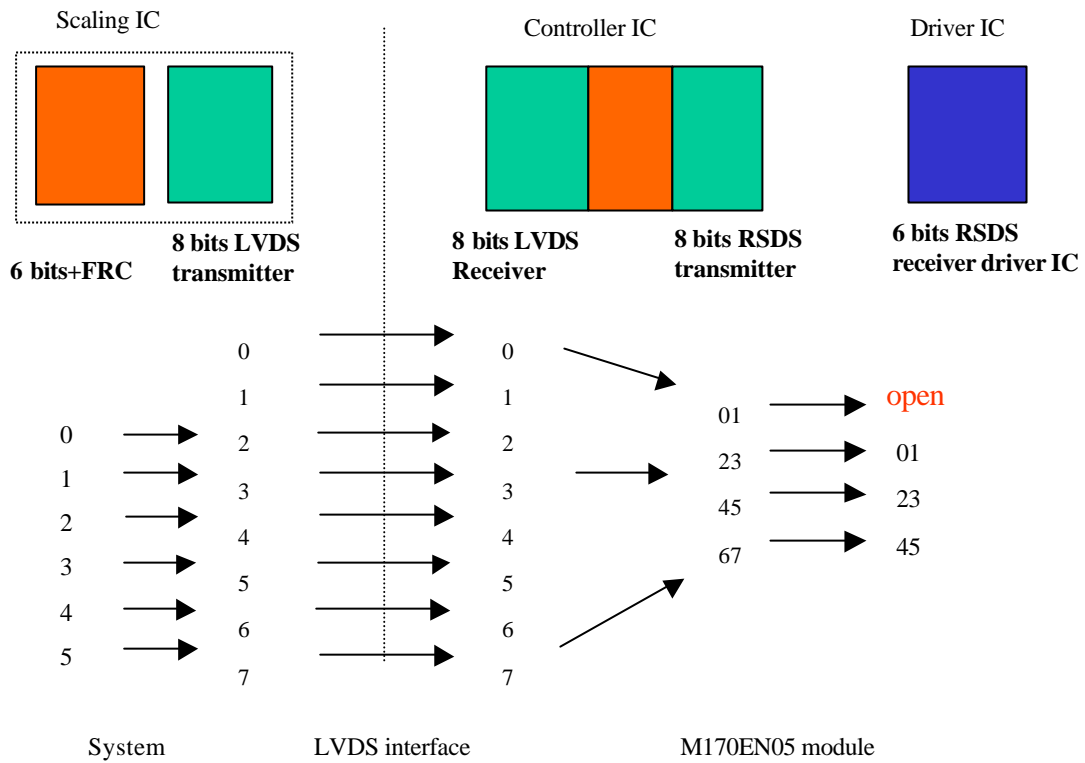 Scaling IC
Controller IC
Driver IC
6 bits+FRC
8 bits LVDS
transmitter
8 bits LVDS
Receiver
8 bits RSDS
transmitter
6 bits RSDS
receiver driver IC
0
1
2
3
4
5
0
1
2
3
4
5
6
7
0
1
2
3
4
5
6
7
01
23
45
67
open
01
23
45
System
LVDS interface
M170EN05 module